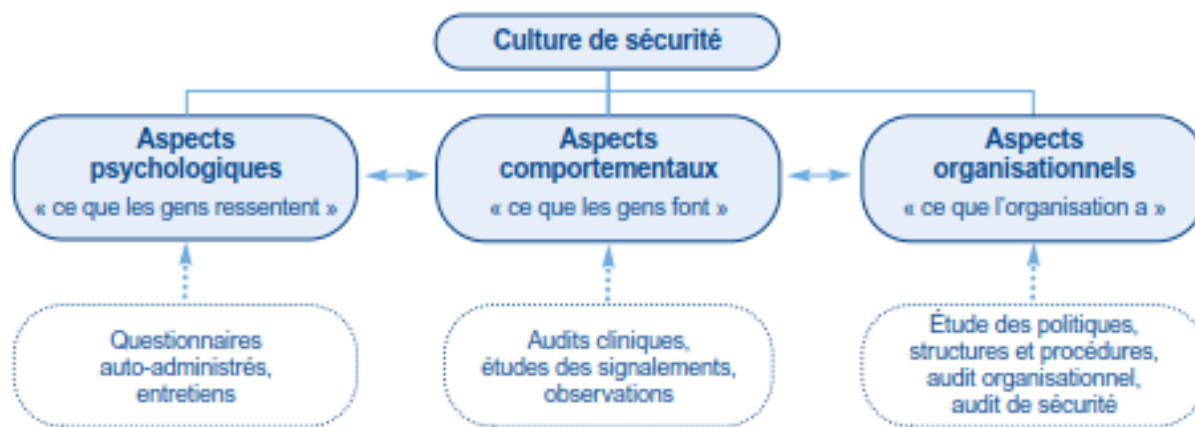 Culture de sécurité
Aspects
psychologiques
« ce que les gens ressentent »
Aspects
comportementaux
« ce que les gens font »
Aspects
organisationnels
« ce que l’organisation a »
Questionnaires
auto-administrés,
entretiens
Audits cliniques,
études des signalements,
observations
Étude des politiques,
structures et procédures,
audit organisationnel,
audit de sécurité